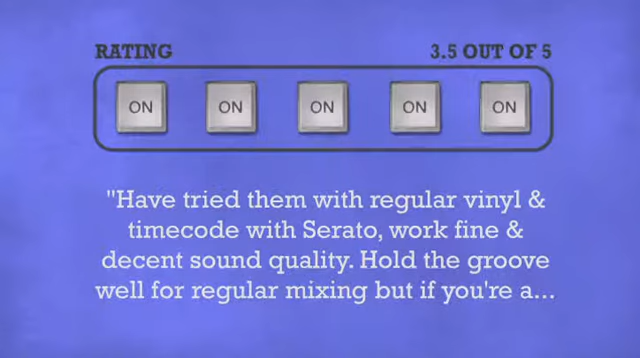 RATING 3.5 OUT OF 5
ON ON ON ON ON
"Have tried them with regular vinyl &
timecode with Serato, work fine &
decent sound quality. Hold the groove
well for regular mixing but if you're a...